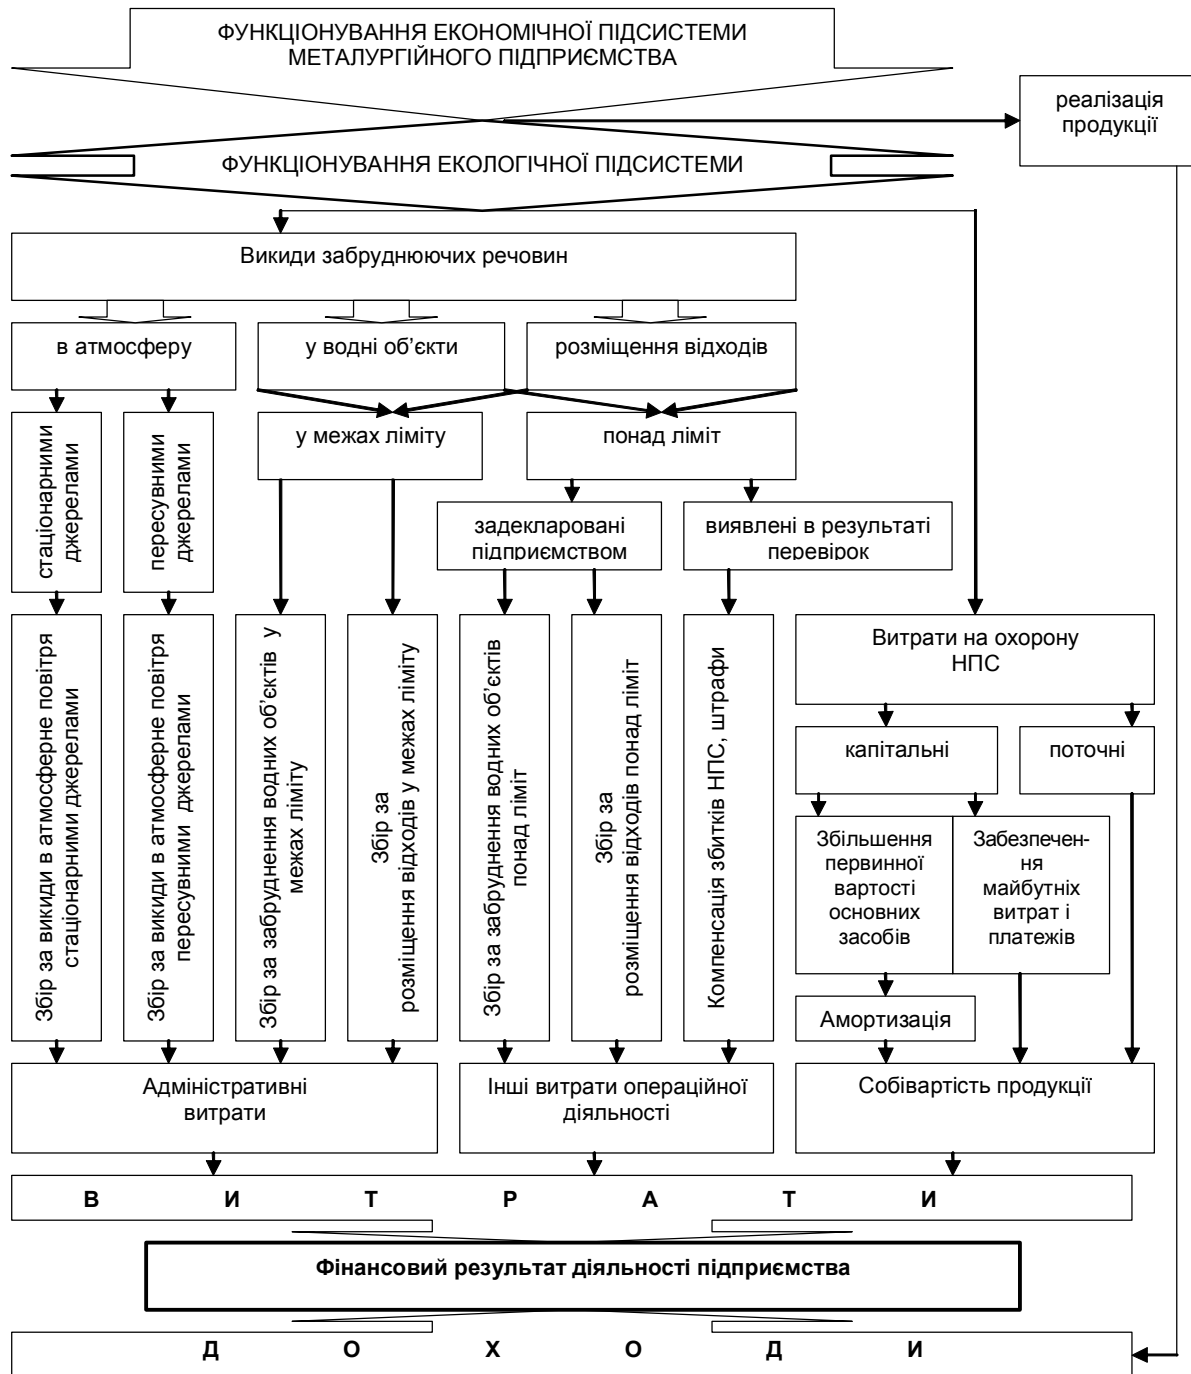 ФУНКЦІОНУВАННЯ ЕКОНОМІЧНОЇ ПІДСИСТЕМИ
МЕТАЛУРГІЙНОГО ПІДПРИЄМСТВА
реалізація
продукції
ФУНКЦІОНУВАННЯ ЕКОЛОГІЧНОЇ ПІДСИСТЕМИ
Викиди забруднюючих речовин
в атмосферу
у водні об’єкти
розміщення відходів
стаціонарними
джерелами
пересувними
джерелами
у межах ліміту
понад ліміт
задекларовані
підприємством
виявлені в результаті
перевірок
Збір за викиди в атмосферне повітря
стаціонарними джерелами
Збір за викиди в атмосферне повітря
пересувними джерелами
Збір за забруднення водних об’єктів у
межах ліміту
Збір за
розміщення відходів у межах ліміту
Збір за забруднення водних об’єктів
понад ліміт
Збір за
розміщення відходів понад ліміт
Компенсація збитків НПС, штрафи
Витрати на охорону
НПС
капітальні
поточні
Збільшення
первинної
вартості
основних
засобів
Забезпечен-
ня
майбутніх
витрат і
платежів
Амортизація
Адміністративні
витрати
Інші витрати операційної
діяльності
Собівартість продукції
В И Т Р А Т И
Фінансовий результат діяльності підприємства
Д О Х О Д И